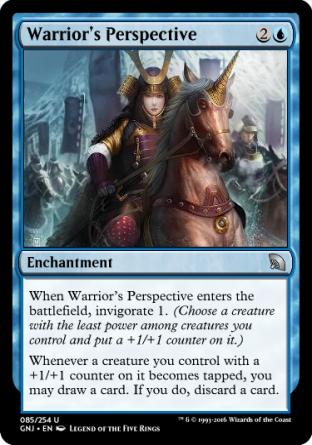 Warrior's Perspective 2
Enchantment
When Warrior's Perspective enters the
battlefield, invigorate 1. (Choose a creature
with the least power among creatures you
control and put a +1/+1 counter on it.)
Whenever a creature you control with a
+1/+1 counter on it becomes tapped, you
may draw a card. If you do, discard a card.
085/254 U
GNJ • EN Legend of the Five Rings
™ & © 1993-2016 Wizards of the Coast